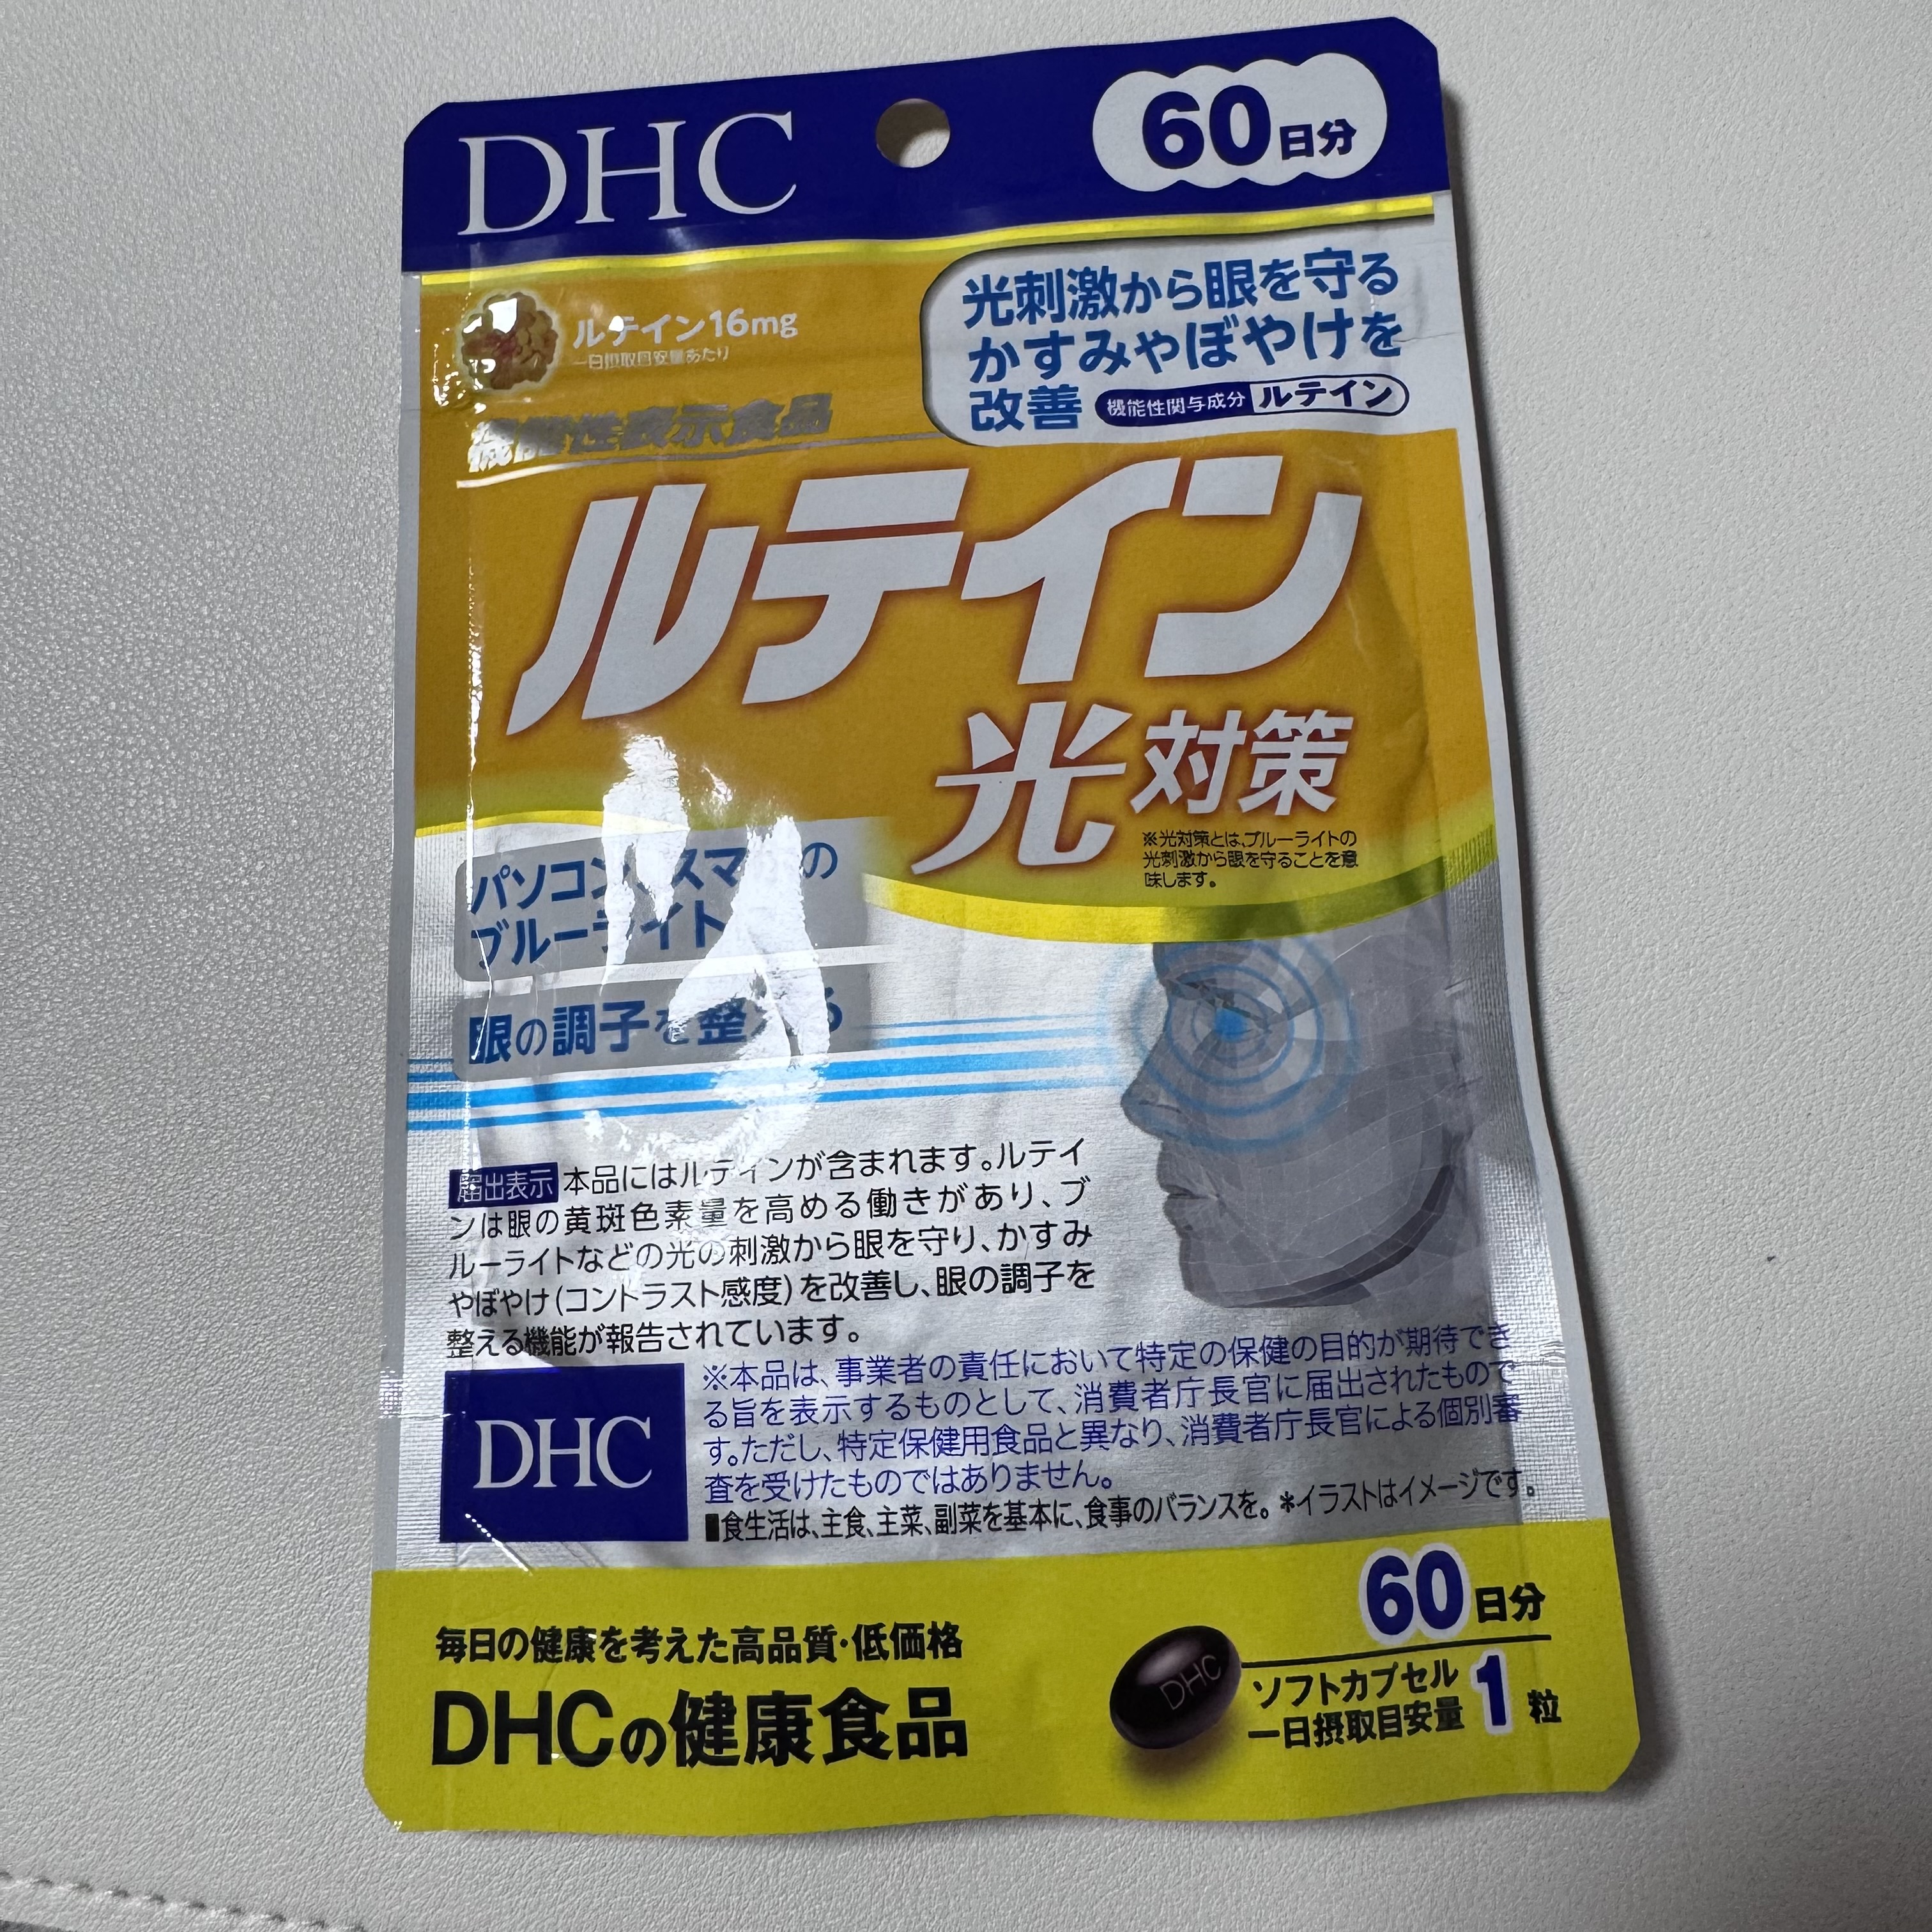 DHC
60日分
ルテイン16mg
一日摂取目安量あたり
光刺激から眼を守る
かすみやぼやけを
改善 機能性関与成分 ルテイン
機能性表示食品
ルテイン
光対策
※光対策とは、ブルーライトの
光刺激から眼を守ることを意
味します。
パソコン スマ の
ブルーライト
眼の調子を整える
届出表示 本品にはルテインが含まれます。ルテイ
ンは眼の黄斑色素量を高める働きがあり、ブ
ルーライトなどの光の刺激から眼を守り、かすみ
やぼやけ(コントラスト感度)を改善し、眼の調子を
整える機能が報告されています。
DHC
※本品は、事業者の責任において特定の保健の目的が期待でき
る旨を表示するものとして、消費者庁長官に届出されたもので
す。ただし、特定保健用食品と異なり、消費者庁長官による個別審
査を受けたものではありません。
■食生活は、主食、主菜、副菜を基本に、食事のバランスを。 *イラストはイメージです。
毎日の健康を考えた高品質・低価格
DHCの健康食品
DHC
60日分
ソフトカプセル
一日摂取目安量 1粒